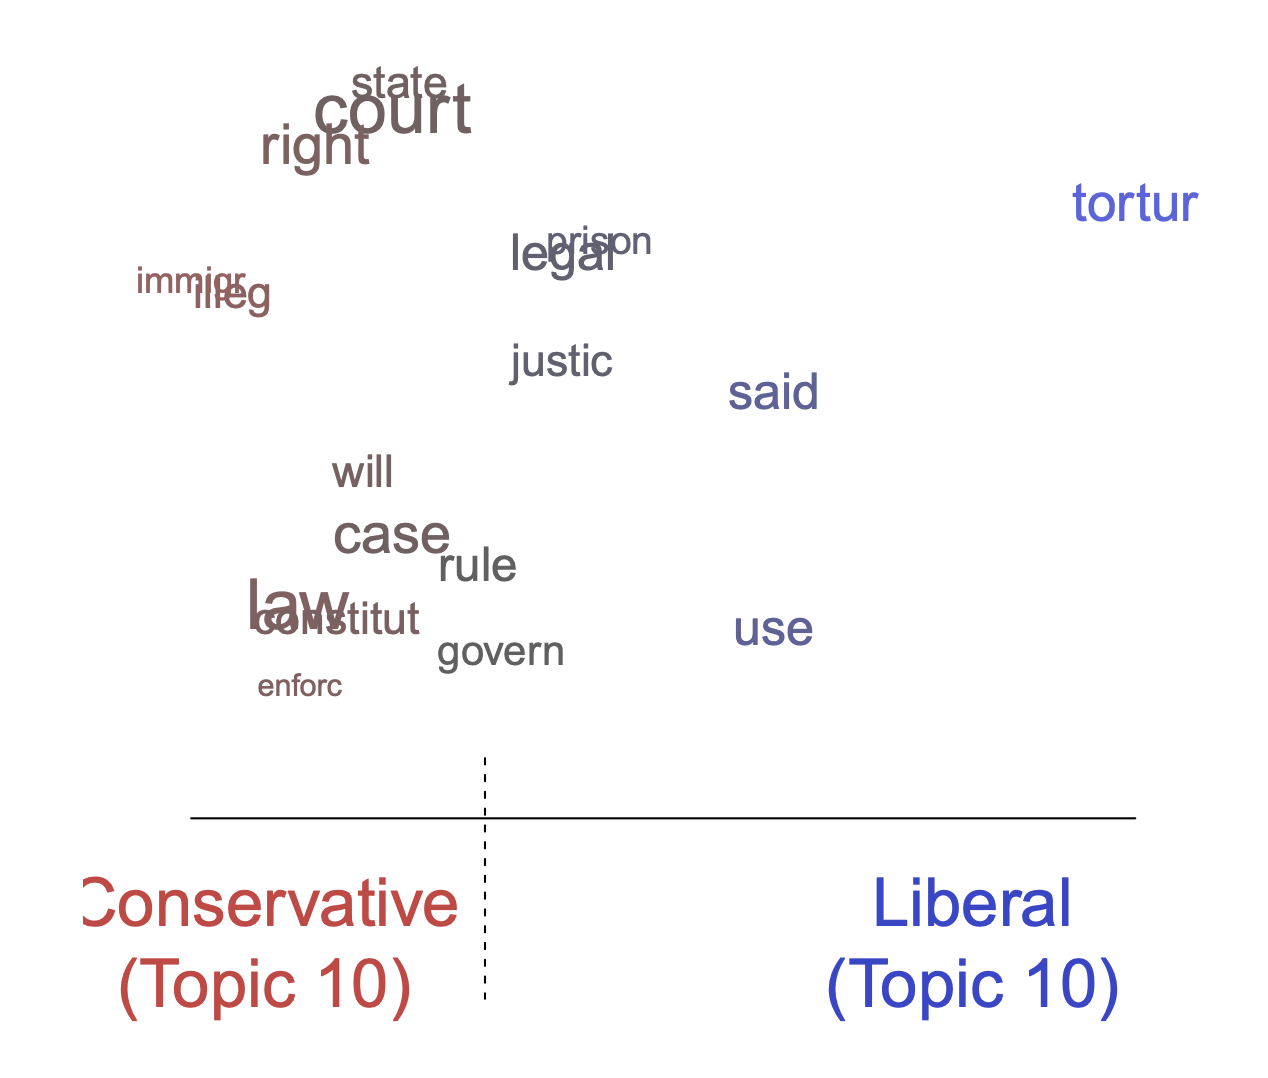 state
court
right
tortur
prison
legal
immigr
illeg
justic
said
will
case
rule
law
constitut
use
govern
enforc
Conservative
(Topic 10)
Liberal
(Topic 10)